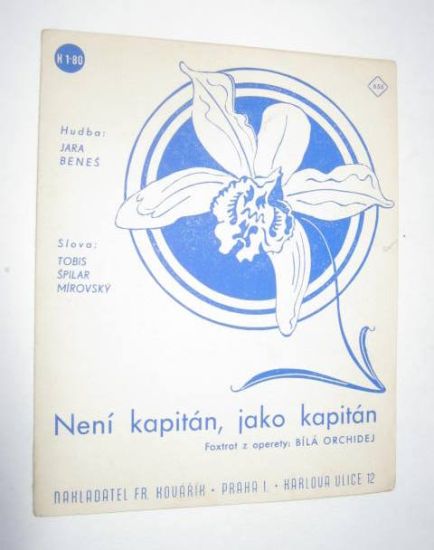 K 1·80
Hudba:
JARA
BENEŠ
Slova:
TOBIS
ŠPILAR
MÍROVSKÝ
Není kapitán, jako kapitán
Foxtrot z operety: BÍLÁ ORCHIDEJ
NAKLADATEL FR. KOVÁŘÍK · PRAHA I. · KARLOVA ULICE 12